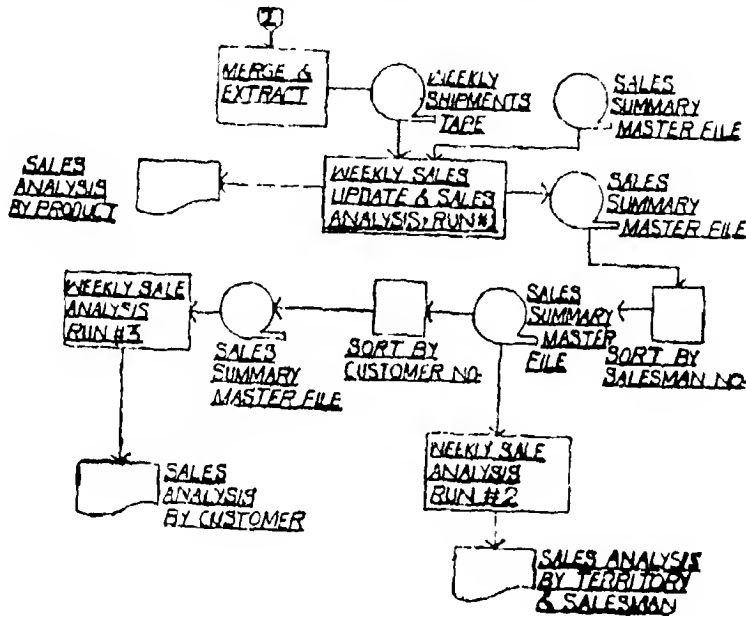 1
MERGE &
EXTRACT
WEEKLY
SHIPMENTS
TAPE
SALES
SUMMARY
MASTER FILE
SALES
ANALYSIS
BY PRODUCT
WEEKLY SALES
UPDATE & SALES
ANALYSIS, RUN #1
SALES
SUMMARY
MASTER FILE
WEEKLY SALE
ANALYSIS
RUN #3
SALES
SUMMARY
MASTER FILE
SORT BY
CUSTOMER NO.
SALES
SUMMARY
MASTER
FILE
SORT BY
SALESMAN NO.
SALES
ANALYSIS
BY CUSTOMER
WEEKLY SALE
ANALYSIS
RUN #2
SALES ANALYSIS
BY TERRITORY
& SALESMAN